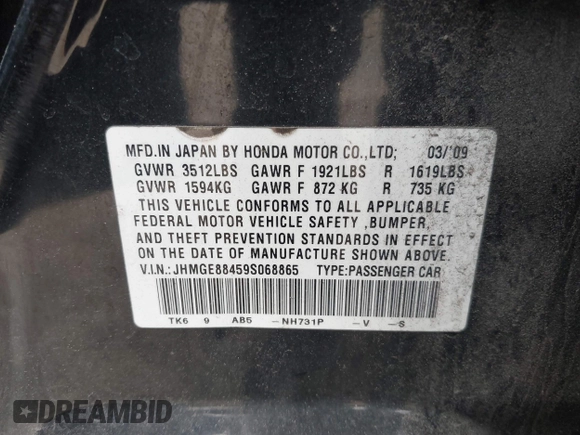 MFD.IN JAPAN BY HONDA MOTOR CO.,LTD; 03/'09
GVWR 3512LBS GAWR F 1921LBS R 1619LBS
GVWR 1594KG GAWR F 872 KG R 735 KG
THIS VEHICLE CONFORMS TO ALL APPLICABLE
FEDERAL MOTOR VEHICLE SAFETY ,BUMPER,
AND THEFT PREVENTION STANDARDS IN EFFECT
ON THE DATE OF MANUFACTURE SHOWN ABOVE.
V.I.N.:JHMGE88459S068865 TYPE:PASSENGER CAR
TK6 9 AB5 -NH731P -V -S
DREAMBID